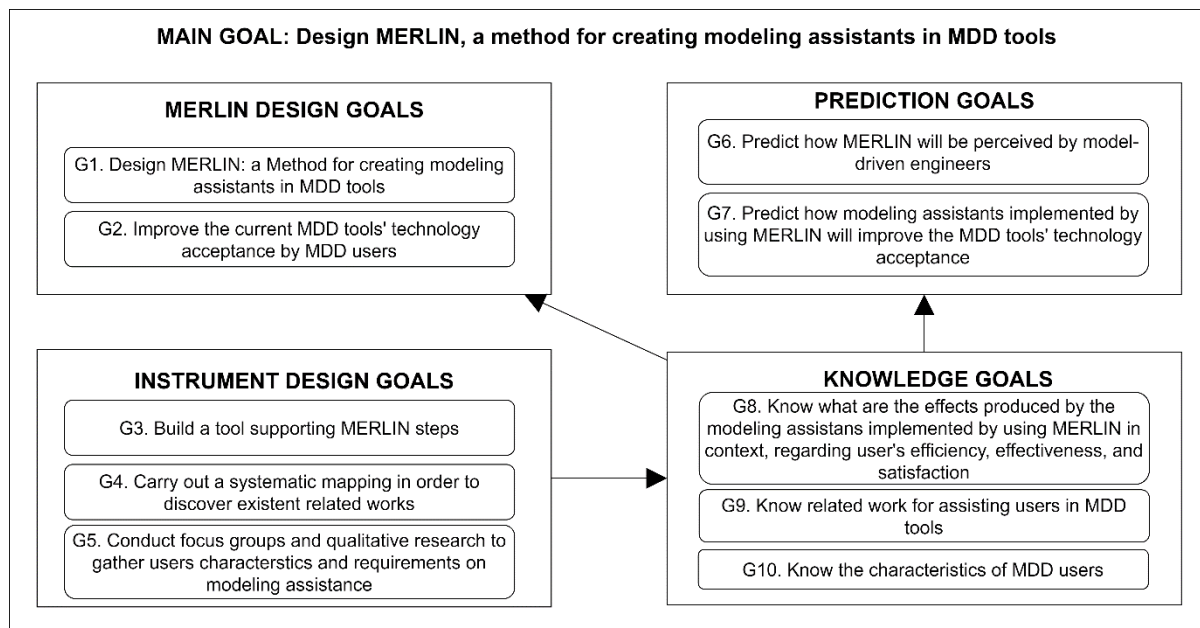 MAIN GOAL: Design MERLIN, a method for creating modeling assistants in MDD tools
MERLIN DESIGN GOALS
G1. Design MERLIN: a Method for creating modeling
assistants in MDD tools
G2. Improve the current MDD tools' technology
acceptance by MDD users
PREDICTION GOALS
G6. Predict how MERLIN will be perceived by model-
driven engineers
G7. Predict how modeling assistants implemented by
using MERLIN will improve the MDD tools' technology
acceptance
INSTRUMENT DESIGN GOALS
G3. Build a tool supporting MERLIN steps
G4. Carry out a systematic mapping in order to
discover existent related works
G5. Conduct focus groups and qualitative research to
gather users characterstics and requirements on
modeling assistance
KNOWLEDGE GOALS
G8. Know what are the effects produced by the
modeling assistans implemented by using MERLIN in
context, regarding user's efficiency, effectiveness, and
satisfaction
G9. Know related work for assisting users in MDD
tools
G10. Know the characteristics of MDD users